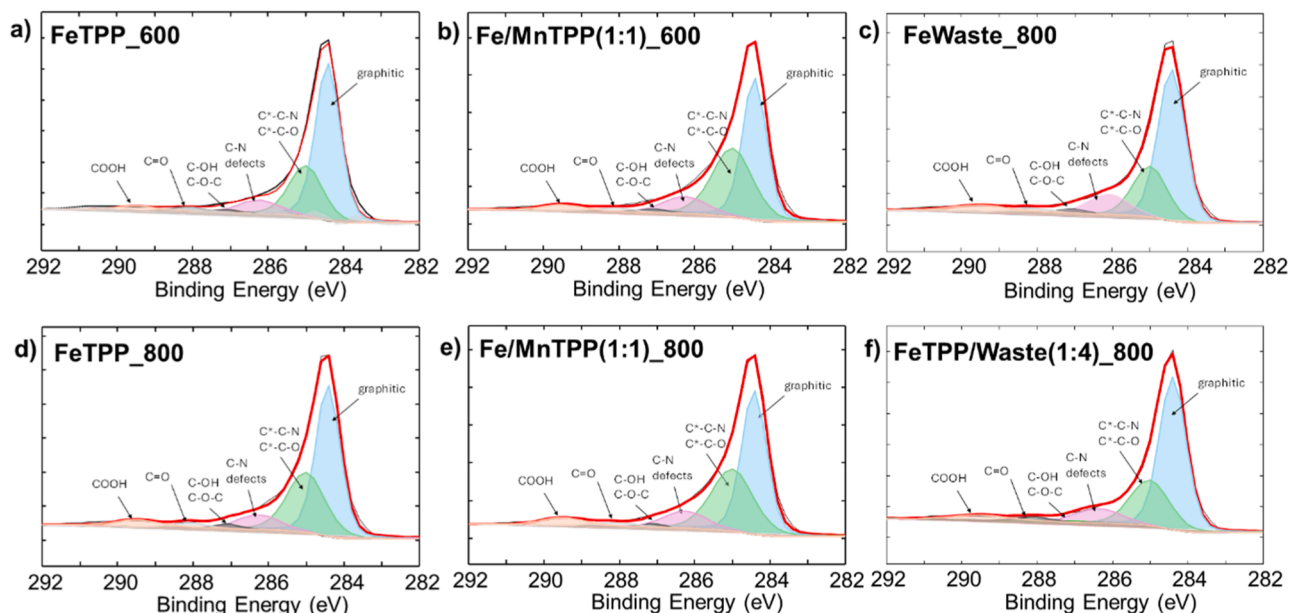 a) FeTPP_600
graphitic
C*-C-N
C*-C-O
C-N
defects
C-OH
C-O-C
C=O
COOH
292 290 288 286 284 282
Binding Energy (eV)
b) Fe/MnTPP(1:1)_600
graphitic
C*-C-N
C*-C-O
C-N
defects
C-OH
C-O-C
C=O
COOH
292 290 288 286 284 282
Binding Energy (eV)
c) FeWaste_800
graphitic
C*-C-N
C*-C-O
C-N
defects
C-OH
C-O-C
C=O
COOH
292 290 288 286 284 282
Binding Energy (eV)
d) FeTPP_800
graphitic
C*-C-N
C*-C-O
C-N
defects
C-OH
C-O-C
C=O
COOH
292 290 288 286 284 282
Binding Energy (eV)
e) Fe/MnTPP(1:1)_800
graphitic
C*-C-N
C*-C-O
C-N
defects
C-OH
C-O-C
C=O
COOH
292 290 288 286 284 282
Binding Energy (eV)
f) FeTPP/Waste(1:4)_800
graphitic
C*-C-N
C*-C-O
C-N
defects
C-OH
C-O-C
C=O
COOH
292 290 288 286 284 282
Binding Energy (eV)